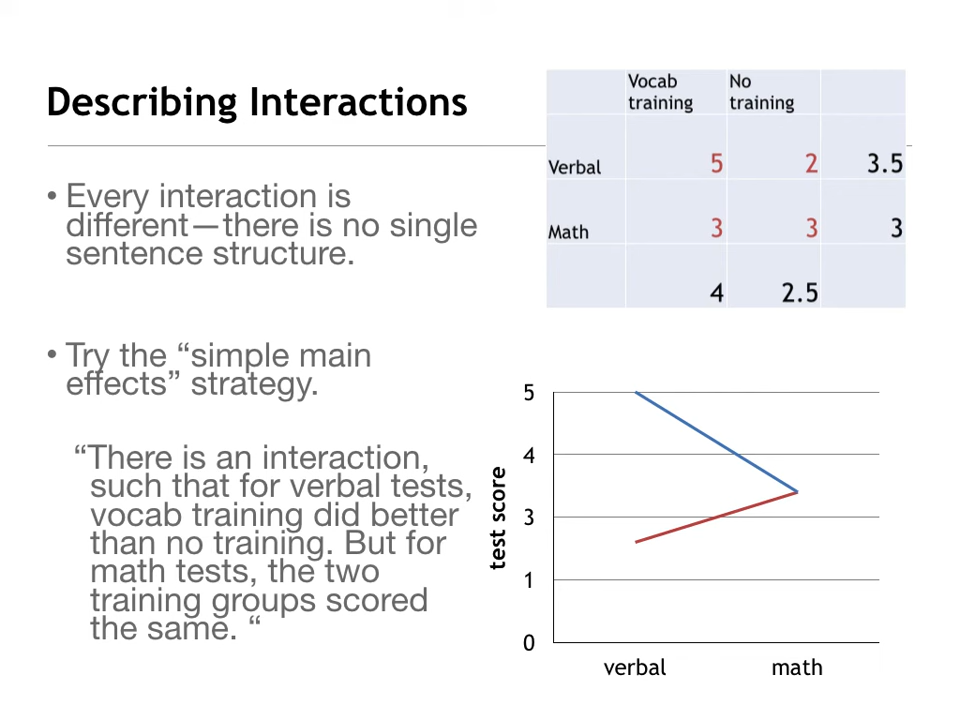 Describing Interactions
• Every interaction is
different—there is no single
sentence structure.
• Try the “simple main
effects” strategy.
“There is an interaction,
such that for verbal tests,
vocab training did better
than no training. But for
math tests, the two
training groups scored
the same. “
Vocab training No training
Verbal 5 2 3.5
Math 3 3 3
4 2.5
5
4
3
1
0
test score
verbal math